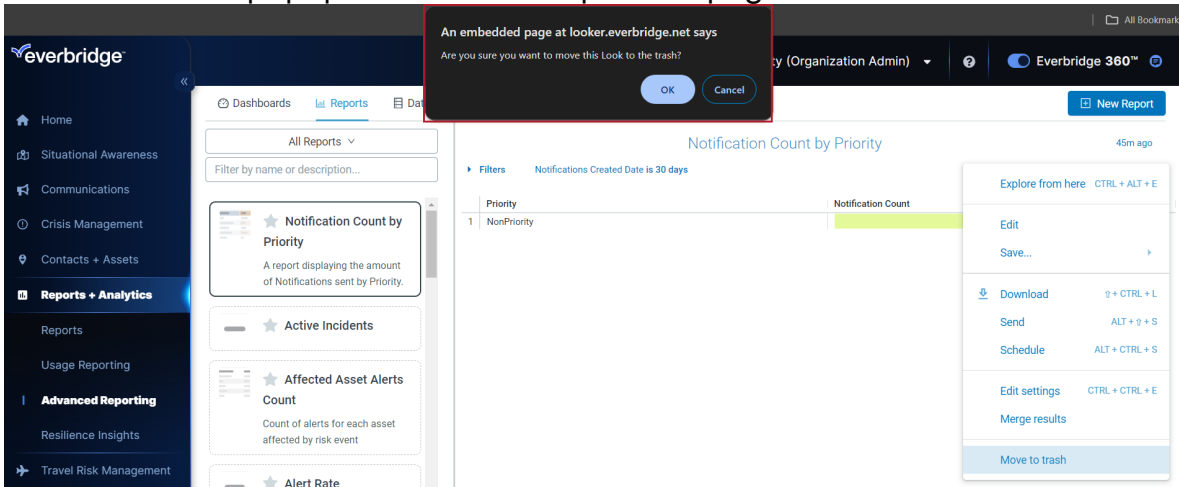 All Bookmark
An embedded page at looker.everbridge.net says
Are you sure you want to move this Look to the trash?
OK
Cancel
everbridge
ty (Organization Admin)
Everbridge 360™
«
Home
Situational Awareness
Communications
Crisis Management
Contacts + Assets
Reports + Analytics
Reports
Usage Reporting
Advanced Reporting
Resilience Insights
Travel Risk Management
Dashboards
Reports
Dat
New Report
All Reports
Filter by name or description...
Notification Count by
Priority
A report displaying the amount
of Notifications sent by Priority.
Active Incidents
Affected Asset Alerts
Count
Count of alerts for each asset
affected by risk event
Alert Rate
Notification Count by Priority
45m ago
Filters Notifications Created Date is 30 days
Priority Notification Count
1 NonPriority
Explore from here CTRL + ALT + E
Edit
Save...
Download ⇧ + CTRL + L
Send ALT + ⇧ + S
Schedule ALT + CTRL + S
Edit settings CTRL + CTRL + E
Merge results
Move to trash